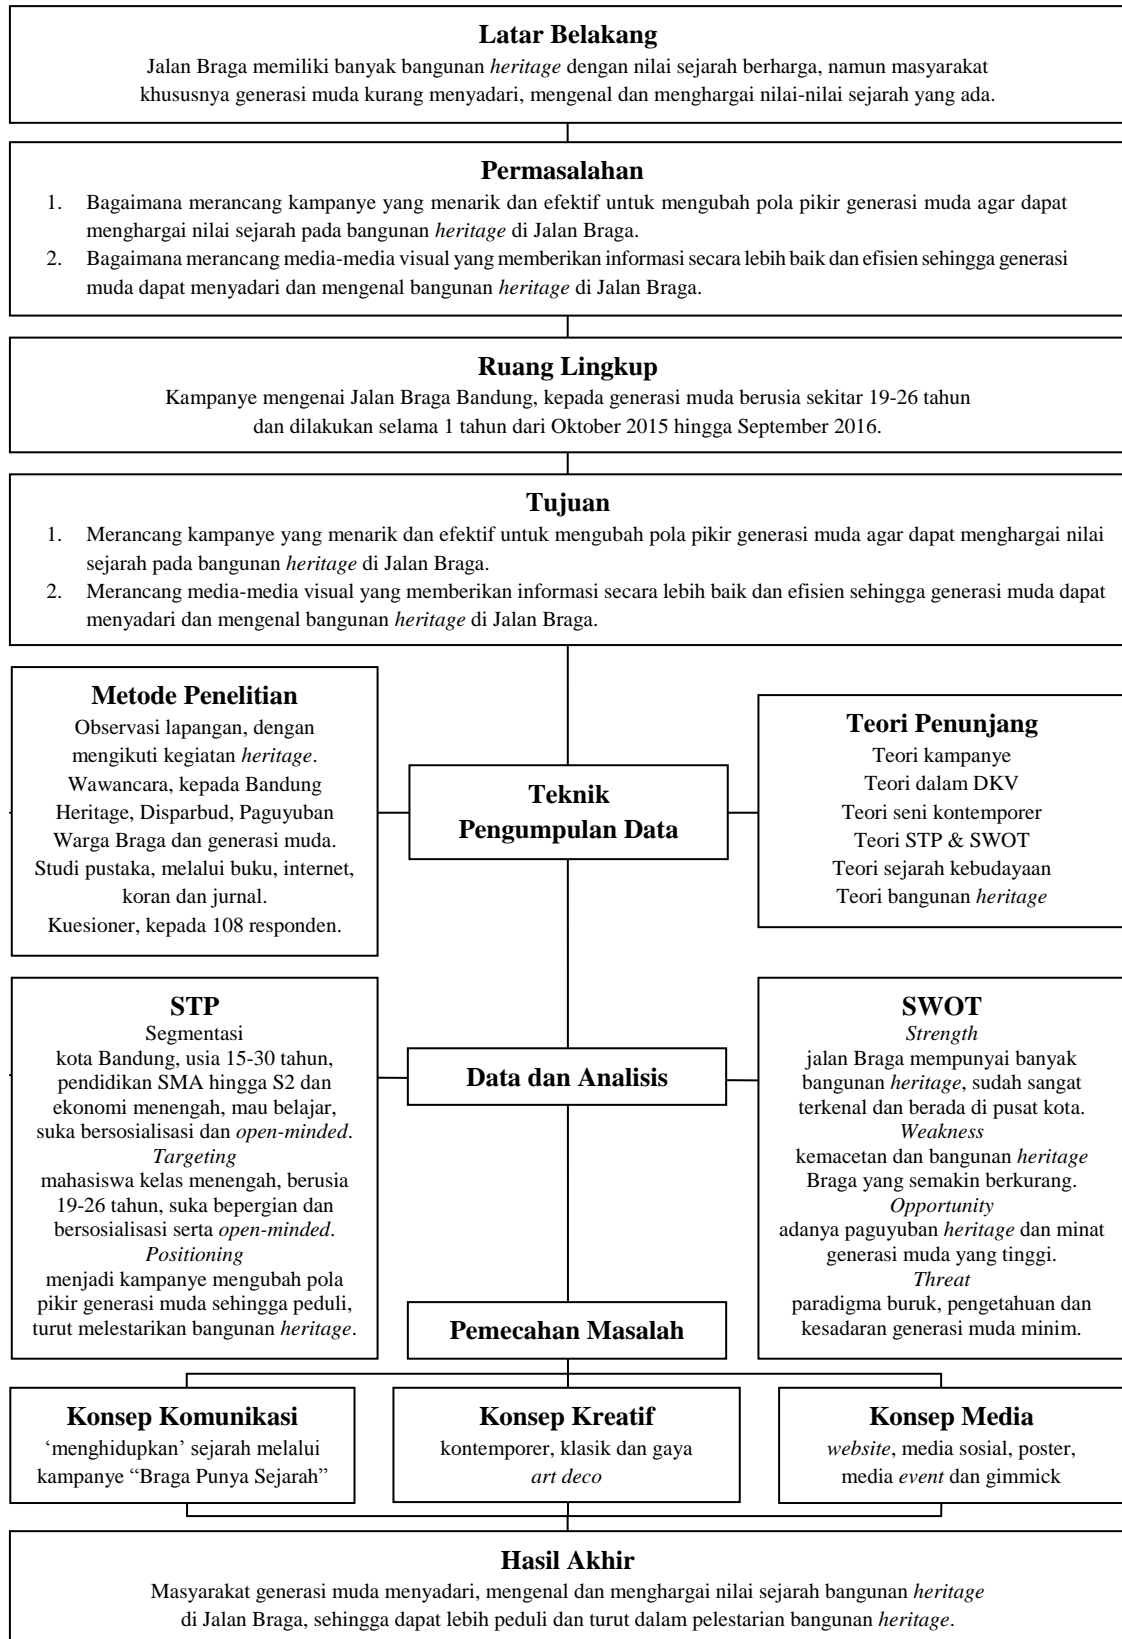 Latar Belakang
Jalan Braga memiliki banyak bangunan heritage dengan nilai sejarah berharga, namun masyarakat
khususnya generasi muda kurang menyadari, mengenal dan menghargai nilai-nilai sejarah yang ada.
Permasalahan
1. Bagaimana merancang kampanye yang menarik dan efektif untuk mengubah pola pikir generasi muda agar dapat
menghargai nilai sejarah pada bangunan heritage di Jalan Braga.
2. Bagaimana merancang media-media visual yang memberikan informasi secara lebih baik dan efisien sehingga generasi
muda dapat menyadari dan mengenal bangunan heritage di Jalan Braga.
Ruang Lingkup
Kampanye mengenai Jalan Braga Bandung, kepada generasi muda berusia sekitar 19-26 tahun
dan dilakukan selama 1 tahun dari Oktober 2015 hingga September 2016.
Tujuan
1. Merancang kampanye yang menarik dan efektif untuk mengubah pola pikir generasi muda agar dapat menghargai nilai
sejarah pada bangunan heritage di Jalan Braga.
2. Merancang media-media visual yang memberikan informasi secara lebih baik dan efisien sehingga generasi muda dapat
menyadari dan mengenal bangunan heritage di Jalan Braga.
Metode Penelitian
Observasi lapangan, dengan
mengikuti kegiatan heritage.
Wawancara, kepada Bandung
Heritage, Disparbud, Paguyuban
Warga Braga dan generasi muda.
Studi pustaka, melalui buku, internet,
koran dan jurnal.
Kuesioner, kepada 108 responden.
Teknik
Pengumpulan Data
Teori Penunjang
Teori kampanye
Teori dalam DKV
Teori seni kontemporer
Teori STP & SWOT
Teori sejarah kebudayaan
Teori bangunan heritage
STP
Segmentasi
kota Bandung, usia 15-30 tahun,
pendidikan SMA hingga S2 dan
ekonomi menengah, mau belajar,
suka bersosialisasi dan open-minded.
Targeting
mahasiswa kelas menengah, berusia
19-26 tahun, suka bepergian dan
bersosialisasi serta open-minded.
Positioning
menjadi kampanye mengubah pola
pikir generasi muda sehingga peduli,
turut melestarikan bangunan heritage.
Data dan Analisis
SWOT
Strength
jalan Braga mempunyai banyak
bangunan heritage, sudah sangat
terkenal dan berada di pusat kota.
Weakness
kemacetan dan bangunan heritage
Braga yang semakin berkurang.
Opportunity
adanya paguyuban heritage dan minat
generasi muda yang tinggi.
Threat
paradigma buruk, pengetahuan dan
kesadaran generasi muda minim.
Pemecahan Masalah
Konsep Komunikasi
‘menghidupkan’ sejarah melalui
kampanye “Braga Punya Sejarah”
Konsep Kreatif
kontemporer, klasik dan gaya
art deco
Konsep Media
website, media sosial, poster,
media event dan gimmick
Hasil Akhir
Masyarakat generasi muda menyadari, mengenal dan menghargai nilai sejarah bangunan heritage
di Jalan Braga, sehingga dapat lebih peduli dan turut dalam pelestarian bangunan heritage.